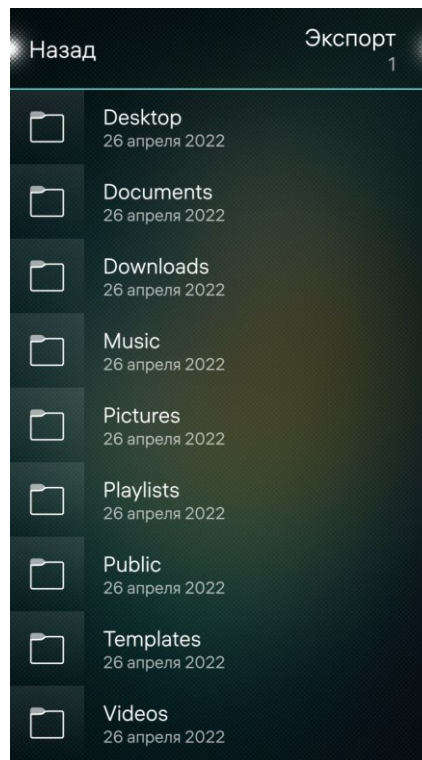 Назад
Экспорт
1
Desktop
26 апреля 2022
Documents
26 апреля 2022
Downloads
26 апреля 2022
Music
26 апреля 2022
Pictures
26 апреля 2022
Playlists
26 апреля 2022
Public
26 апреля 2022
Templates
26 апреля 2022
Videos
26 апреля 2022